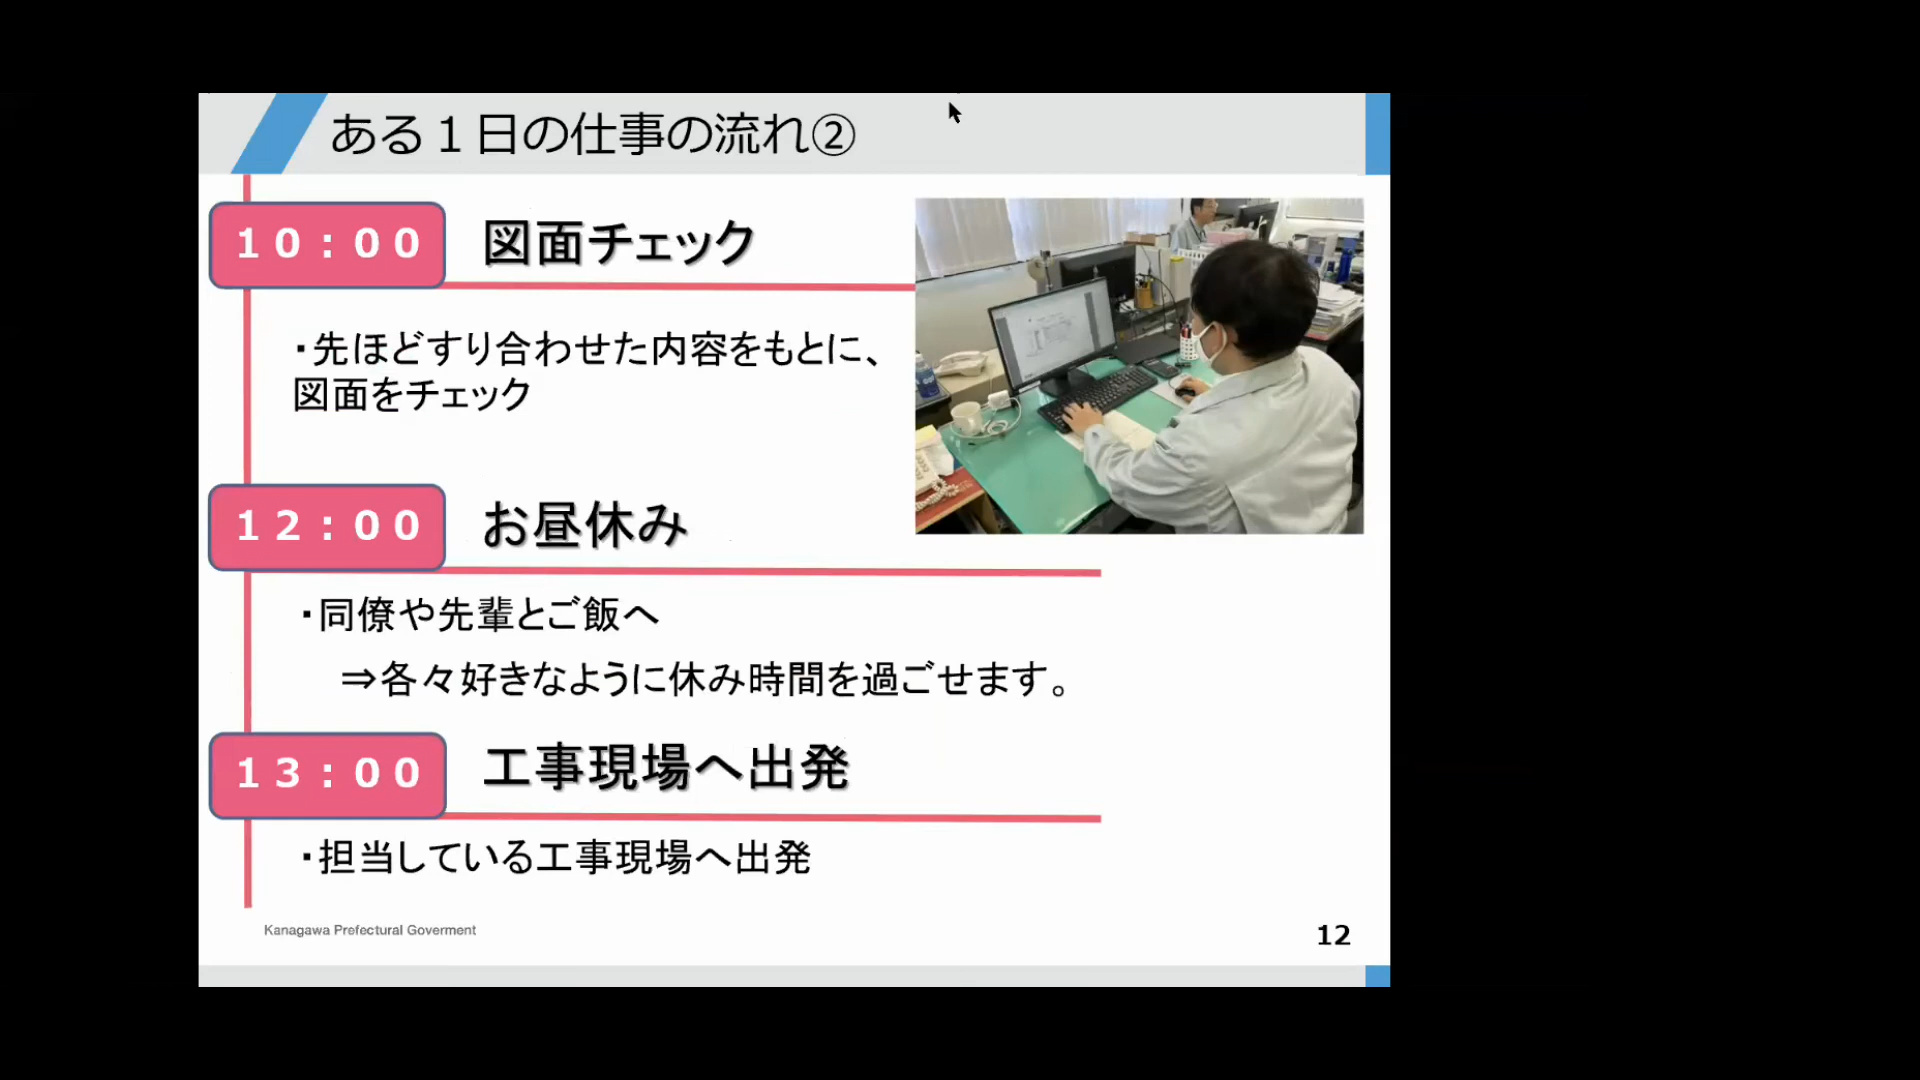 ある１日の仕事の流れ②
１０：００
図面チェック
・先ほどすり合わせた内容をもとに、
図面をチェック
１２：００
お昼休み
・同僚や先輩とご飯へ
⇒各々好きなように休み時間を過ごせます。
１３：００
工事現場へ出発
・担当している工事現場へ出発
Kanagawa Prefectural Goverment
12